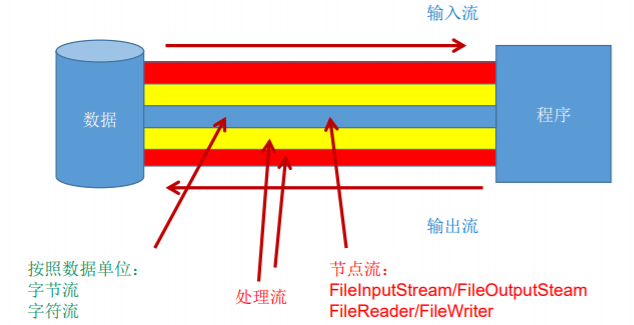 输入流
数据
程序
输出流
按照数据单位：
字节流
字符流
处理流
节点流：
FileInputStream/FileOutputSteam
FileReader/FileWriter